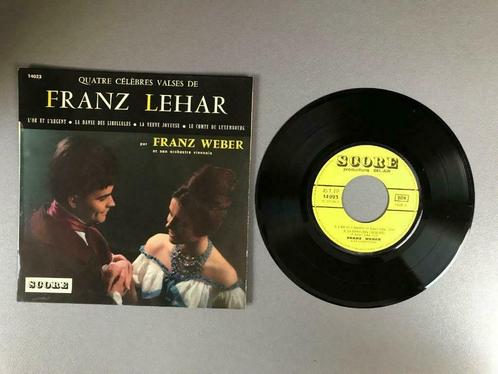 14023
QUATRE CÉLÈBRES VALSES DE
FRANZ LEHAR
L'OR ET L'ARGENT • LA DANSE DES LIBELLULES • LA VEUVE JOYEUSE • LE COMTE DE LUXEMBOURG
par FRANZ WEBER
et son orchestre viennois
SCORE
SCORE
productions BEL-AIR
14023
FRANZ WEBER